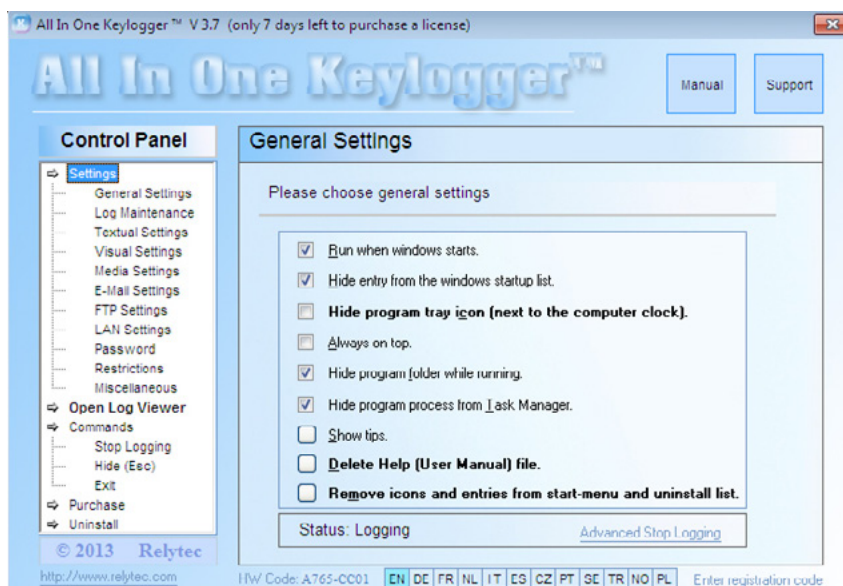 All In One Keylogger ™ V 3.7 (only 7 days left to purchase a license)
All In One Keylogger™
Manual
Support
Control Panel
Settings
General Settings
Log Maintenance
Textual Settings
Visual Settings
Media Settings
E-Mail Settings
FTP Settings
LAN Settings
Password
Restrictions
Miscellaneous
Open Log Viewer
Commands
Stop Logging
Hide (Esc)
Exit
Purchase
Uninstall
© 2013 Relytec
http://www.relytec.com
General Settings
Please choose general settings
Run when windows starts.
Hide entry from the windows startup list.
Hide program tray icon (next to the computer clock).
Always on top.
Hide program folder while running.
Hide program process from Task Manager.
Show tips.
Delete Help (User Manual) file.
Remove icons and entries from start-menu and uninstall list.
Status: Logging
Advanced Stop Logging
HW Code: A765-CC01
EN DE FR NL IT ES CZ PT SE TR NO PL
Enter registration code